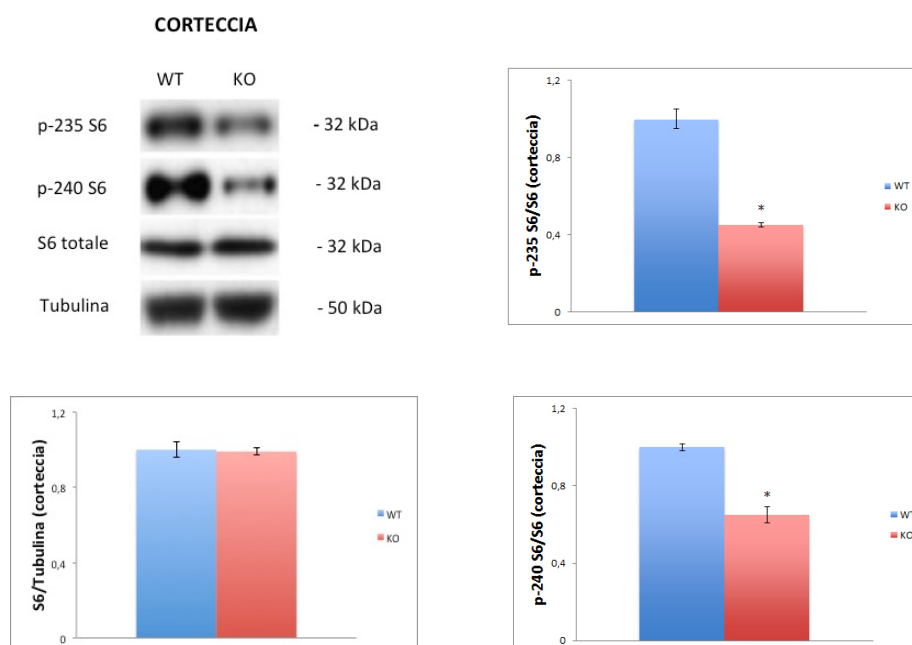 CORTECCIA
WT KO
p-235 S6 - 32 kDa
p-240 S6 - 32 kDa
S6 totale - 32 kDa
Tubulina - 50 kDa
p-235 S6/S6 (corteccia)
1,2
0,8
0,4
0
*
WT
KO
S6/Tubulina (corteccia)
1,2
0,8
0,4
0
WT
KO
p-240 S6/S6 (corteccia)
1,2
0,8
0,4
0
*
WT
KO